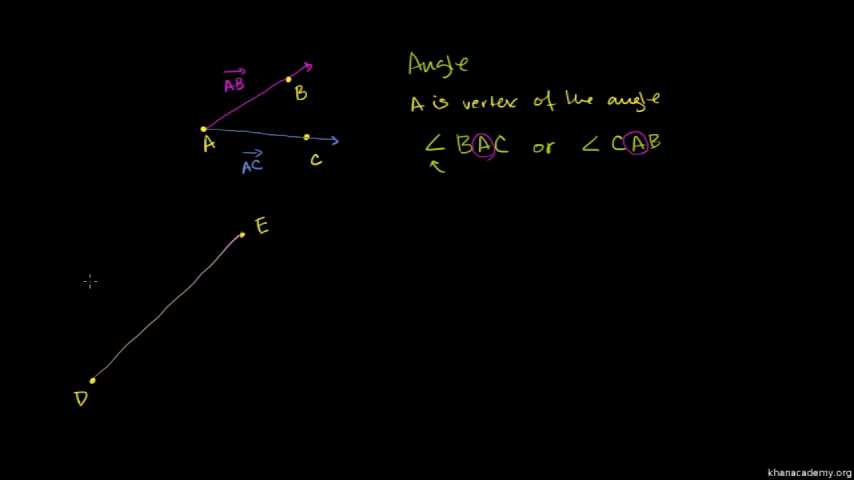 Angle
AB
B
A is vertex of the angle
A
AC
C
∠ BAC or ∠ CAB
E
D
khanacademy.org